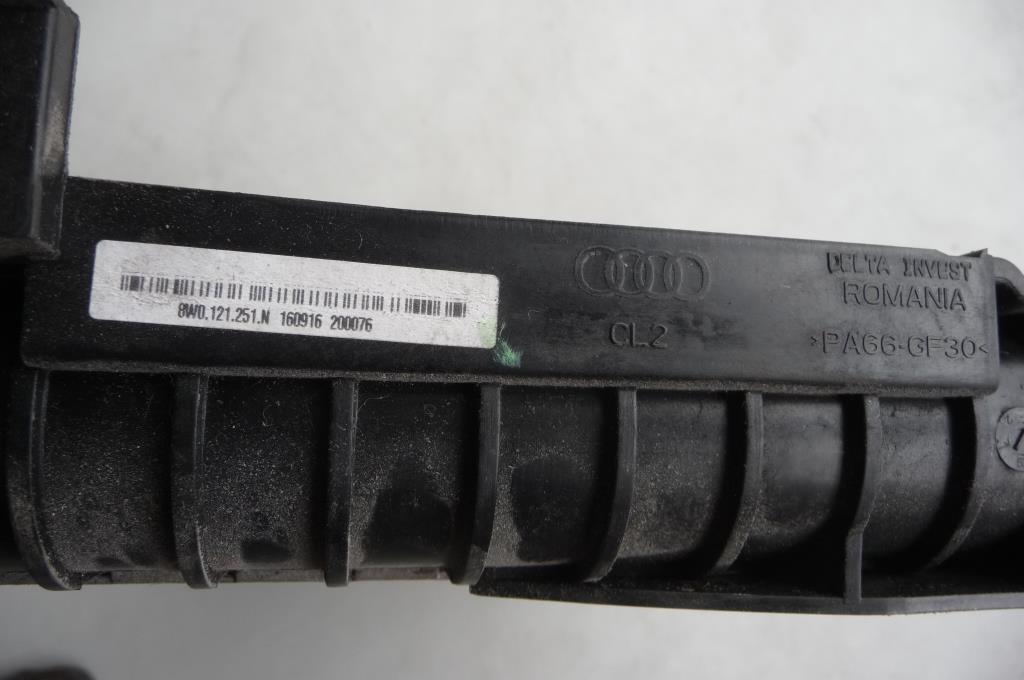 8W0.121.251.N 160916 200076
CL2
DELTA INVEST
ROMANIA
>PA66-GF30<